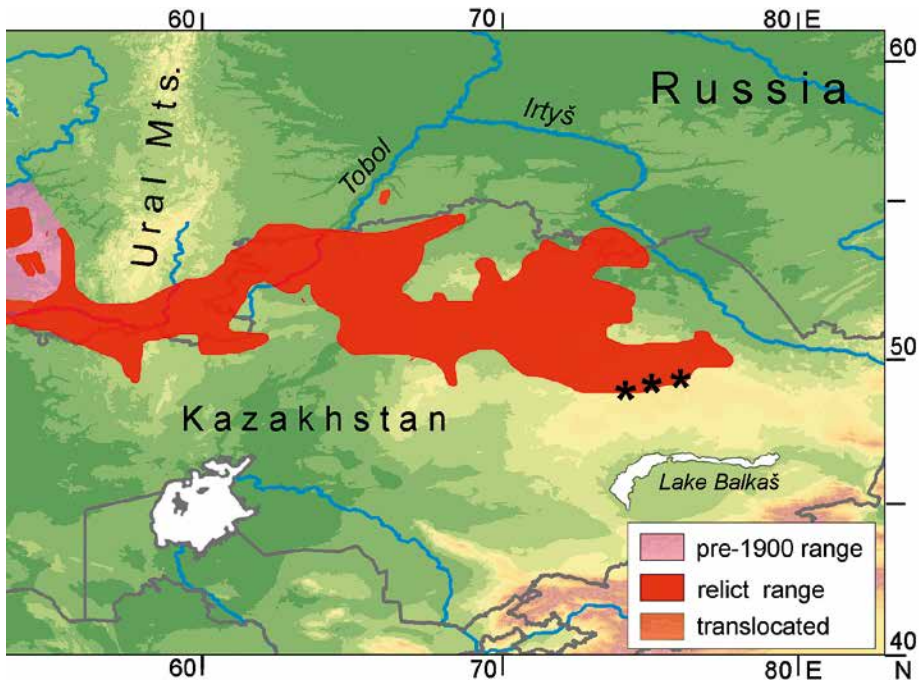 60 70 80 E
60
Russia
Ural Mts.
Irtyš
Tobol
50
* * *
Kazakhstan
Lake Balkaš
pre-1900 range
relict range
translocated
40
60 70 80 E N